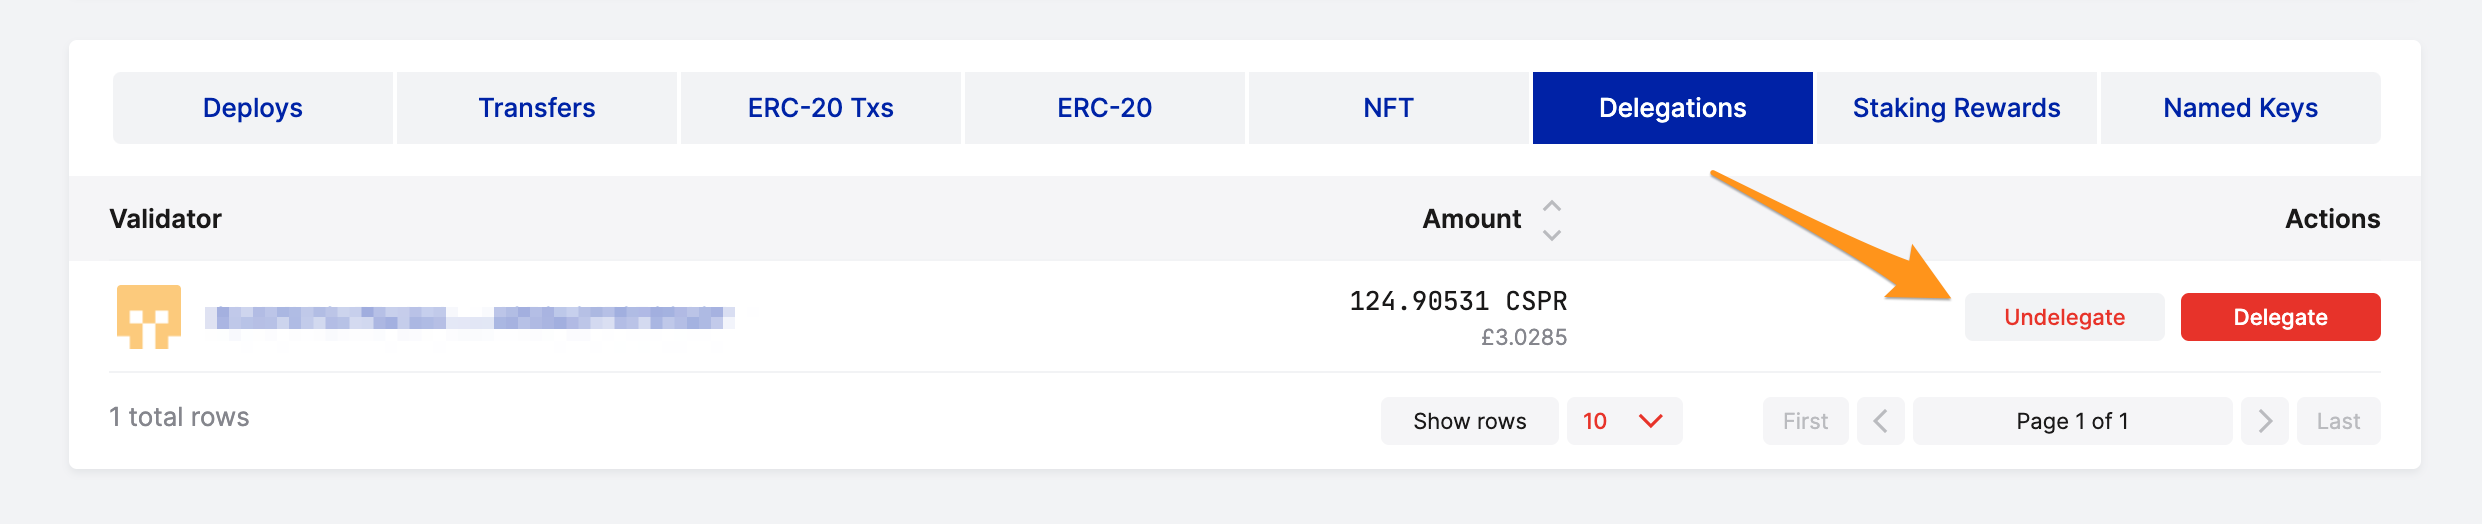 Deploys Transfers ERC-20 Txs ERC-20 NFT Delegations Staking Rewards Named Keys
Validator Amount Actions
124.90531 CSPR
£3.0285
Undelegate Delegate
1 total rows Show rows 10 First Page 1 of 1 Last